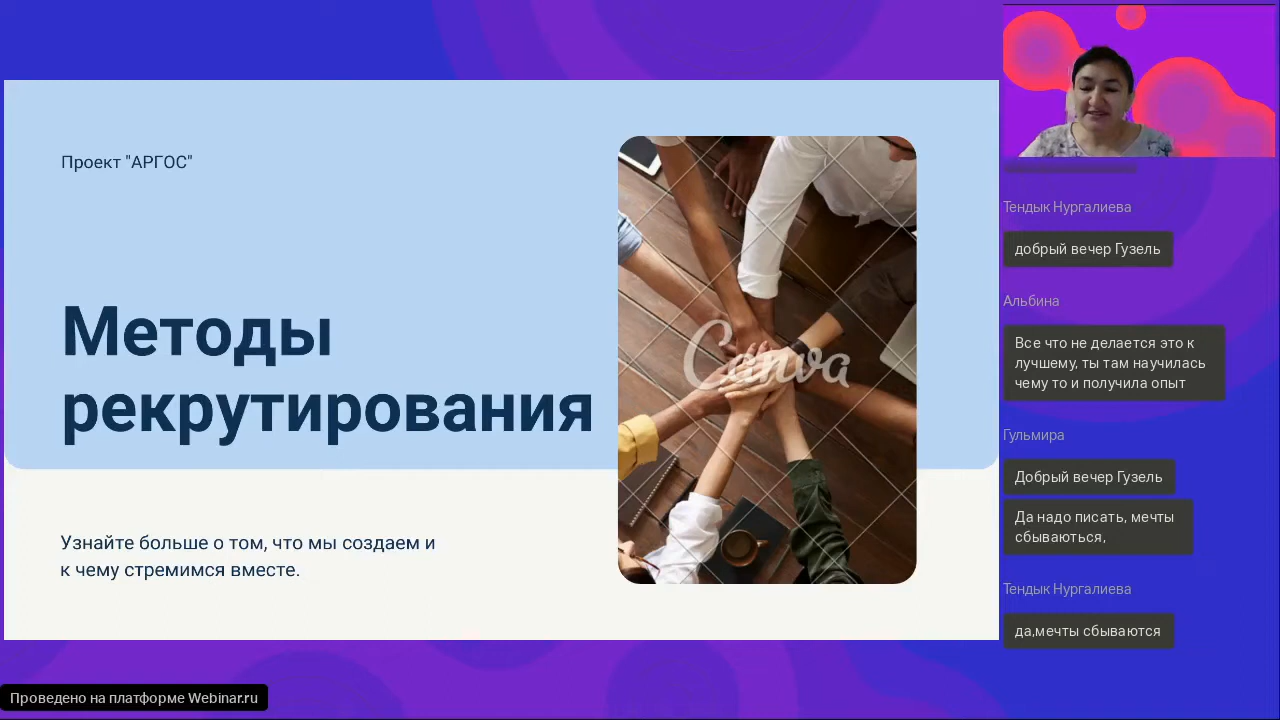 Проект "АРГОС"
Методы
рекрутирования
Canva
Узнайте больше о том, что мы создаем и
к чему стремимся вместе.
Тендык Нургалиева
добрый вечер Гузель
Альбина
Все что не делается это к
лучшему, ты там научилась
чему то и получила опыт
Гульмира
Добрый вечер Гузель
Да надо писать, мечты
сбываються,
Тендык Нургалиева
да,мечты сбываются
Проведено на платформе Webinar.ru